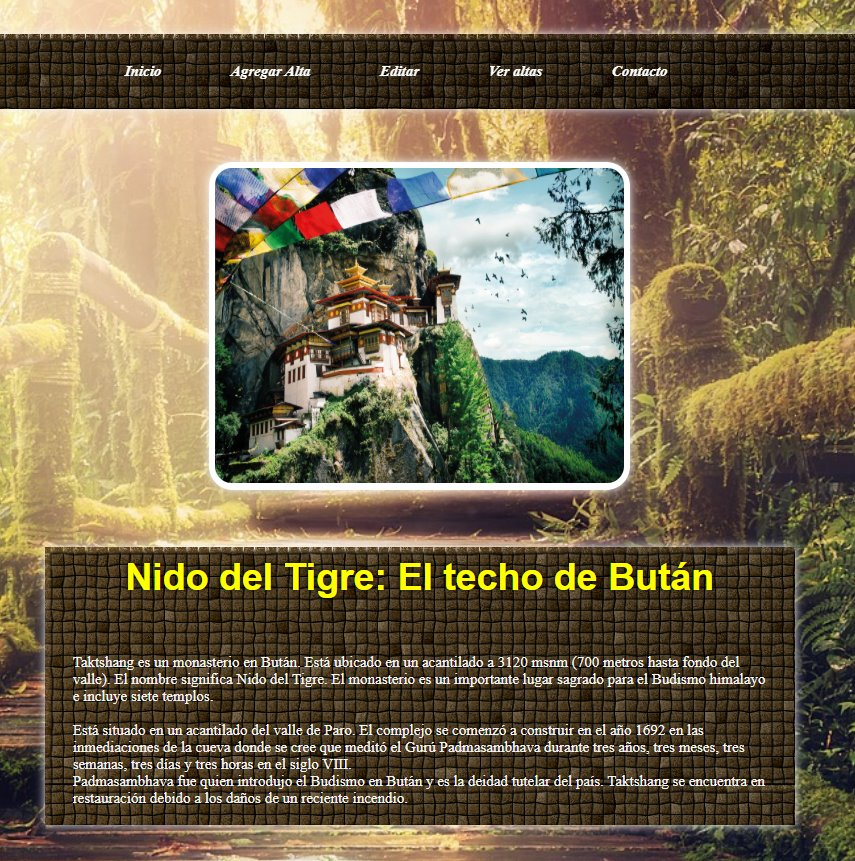 Inicio Agregar Alta Editar Ver altas Contacto
Nido del Tigre: El techo de Bután
Taktshang es un monasterio en Bután. Está ubicado en un acantilado a 3120 msnm (700 metros hasta fondo del
valle). El nombre significa Nido del Tigre. El monasterio es un importante lugar sagrado para el Budismo himalayo
e incluye siete templos.
Está situado en un acantilado del valle de Paro. El complejo se comenzó a construir en el año 1692 en las
inmediaciones de la cueva donde se cree que meditó el Gurú Padmasambhava durante tres años, tres meses, tres
semanas, tres días y tres horas en el siglo VIII.
Padmasambhava fue quien introdujo el Budismo en Bután y es la deidad tutelar del país. Taktshang se encuentra en
restauración debido a los daños de un reciente incendio.